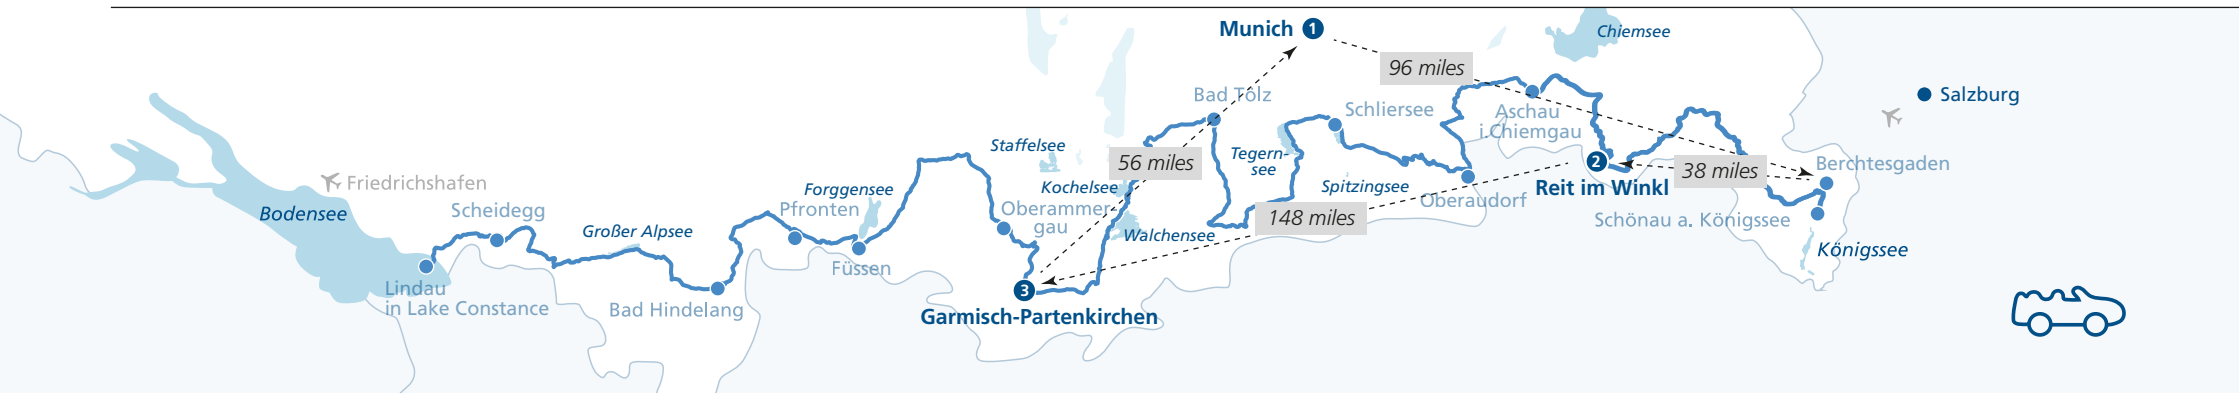 Munich 1
Chiemsee
96 miles
Salzburg
Bad Tölz
Schliersee
Aschau
i.Chiemgau
Staffelsee
56 miles
Tegern-
see
2
38 miles
Berchtesgaden
Friedrichshafen
Forggensee
Kochelsee
Spitzingsee
Reit im Winkl
Bodensee
Scheidegg
Pfronten
Oberammer
gau
148 miles
Oberaudorf
Schönau a. Königssee
Großer Alpsee
Walchensee
Königssee
Füssen
Lindau
in Lake Constance
Bad Hindelang
3
Garmisch-Partenkirchen